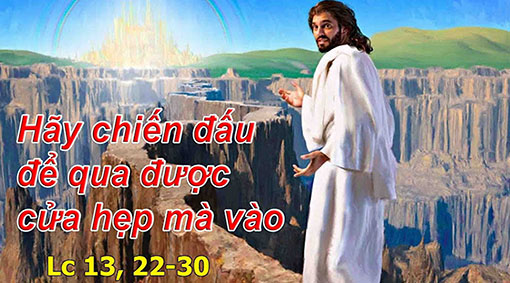 Hãy chiến đấu
để qua được
cửa hẹp mà vào
Lc 13, 22-30